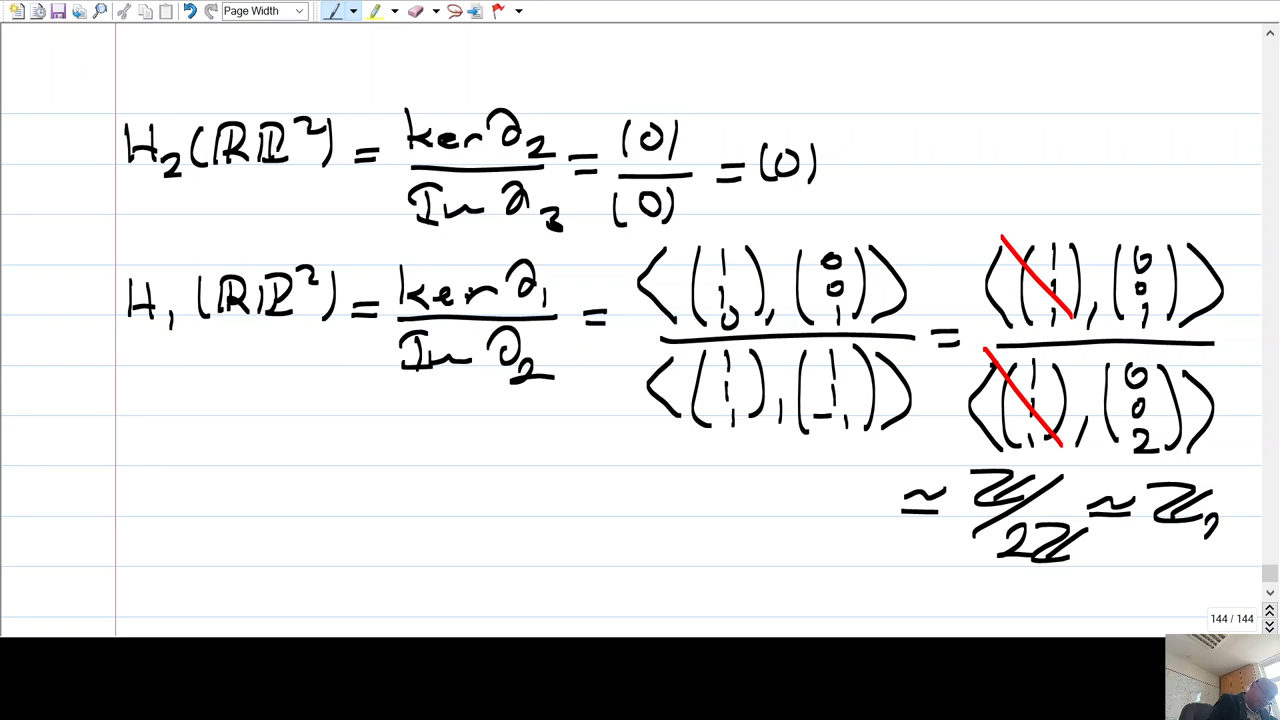 Page Width
H₂(ℝℙ²) = ker ∂₂ / Im ∂₃ = (0) / (0) = (0)
H₁(ℝℙ²) = ker ∂₁ / Im ∂₂ = ⟨(1 1 0), (0 0 1)⟩ / ⟨(1 1 1), (1 1 -1)⟩ = ⟨(1 1 1), (0 0 1)⟩ / ⟨(1 1 1), (0 0 2)⟩
≃ ℤ/2ℤ ≃ ℤ,
144 / 144